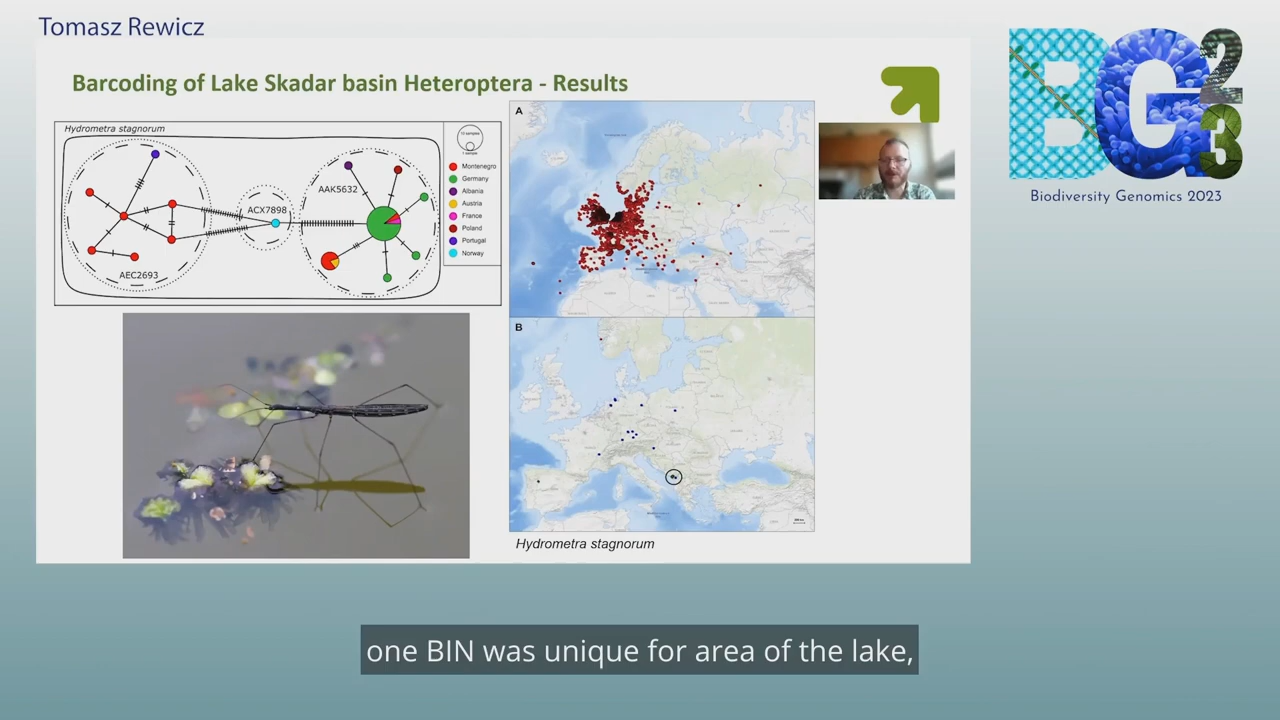 Tomasz Rewicz
Barcoding of Lake Skadar basin Heteroptera - Results
Hydrometra stagnorum
AAK5632
ACX7898
AEC2693
Montenegro
Germany
Albania
Austria
France
Poland
Portugal
Norway
A
B
Hydrometra stagnorum
BG23
Biodiversity Genomics 2023
one BIN was unique for area of the lake,